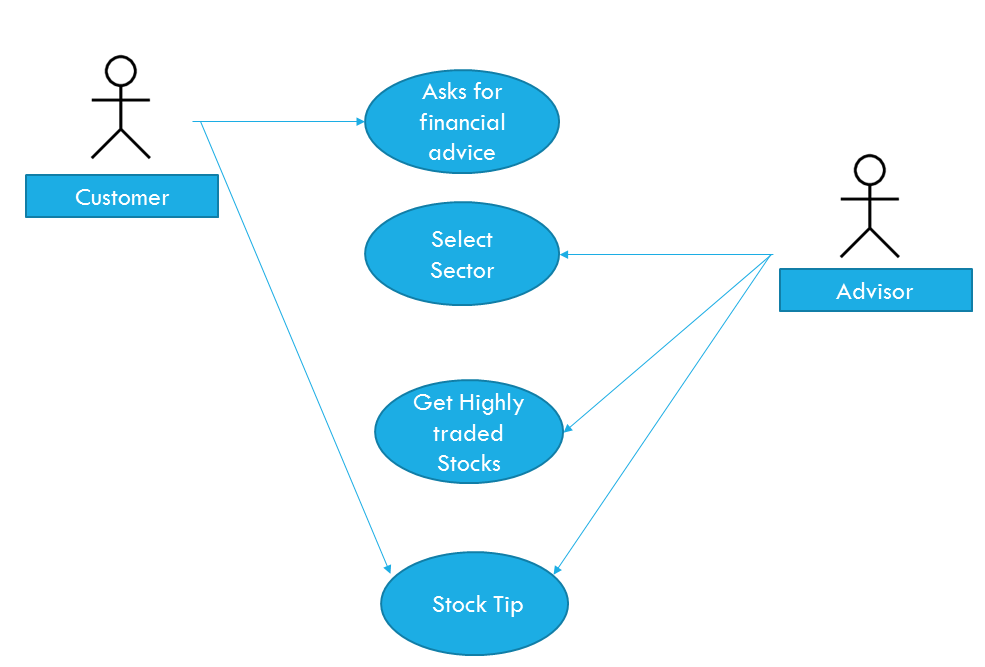 Asks for
financial
advice
Customer
Select
Sector
Advisor
Get Highly
traded
Stocks
Stock Tip